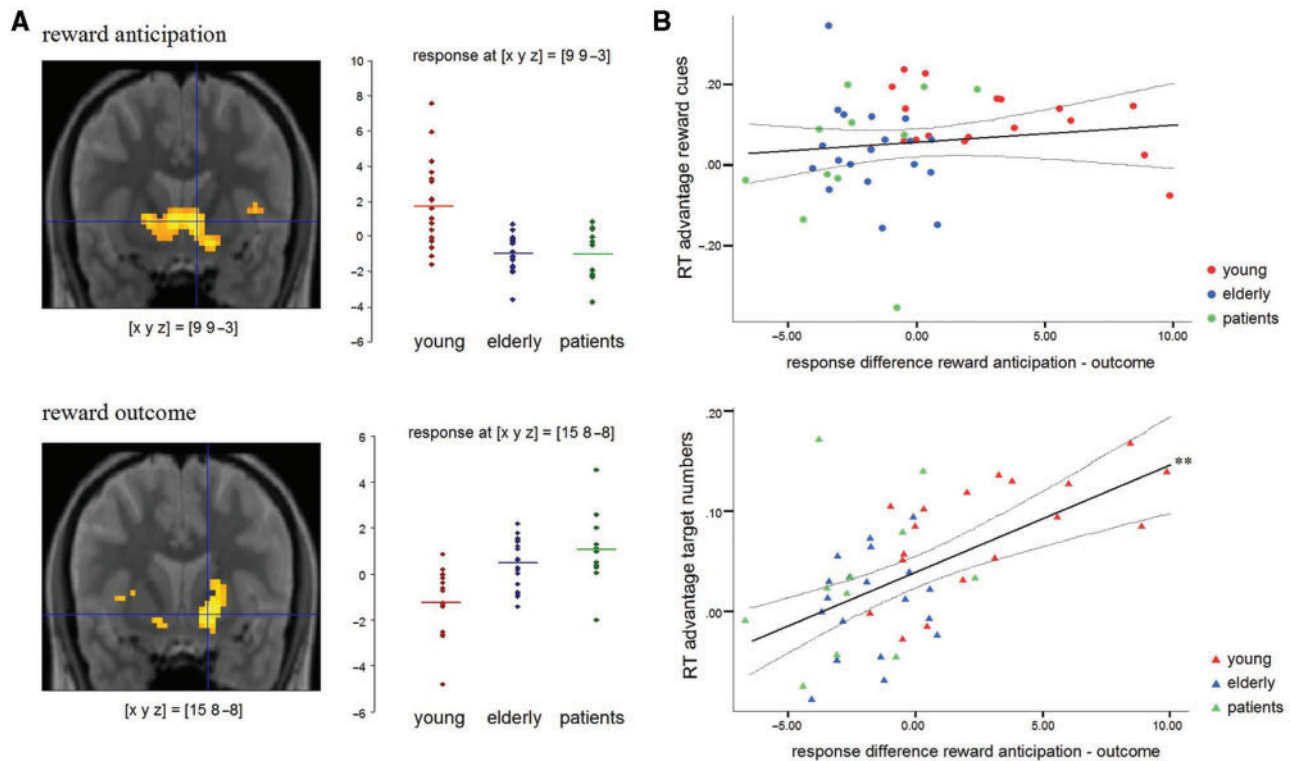 A
reward anticipation
[x y z] = [9 9 −3]
response at [x y z] = [9 9 −3]
10
8
6
4
2
0
−2
−4
−6
young elderly patients
reward outcome
[x y z] = [15 8 −8]
response at [x y z] = [15 8 −8]
6
4
2
0
−2
−4
−6
young elderly patients
B
RT advantage reward cues
.20
.00
−.20
−5.00 0.00 5.00 10.00
response difference reward anticipation - outcome
young
elderly
patients
RT advantage target numbers
.20
.10
.00
**
−5.00 0.00 5.00 10.00
response difference reward anticipation - outcome
young
elderly
patients